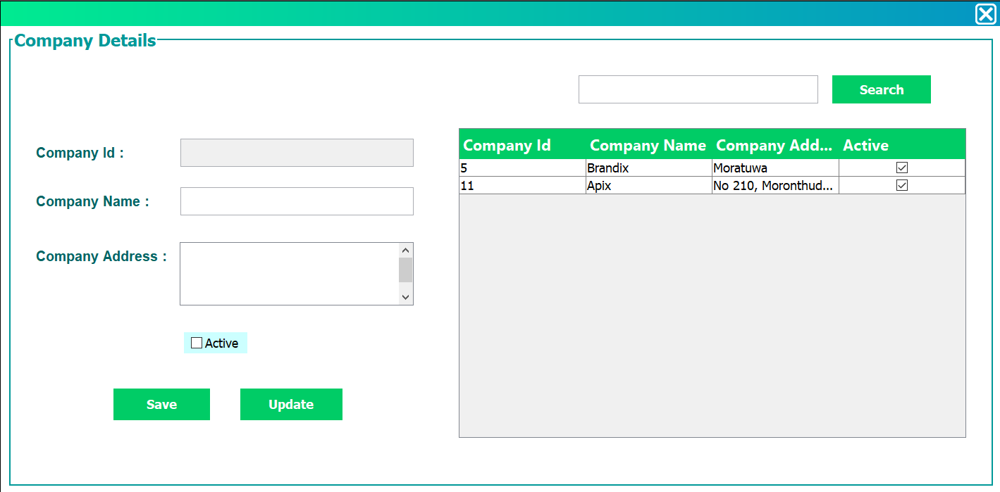 Company Details
Search
Company Id :
Company Name :
Company Address :
Active
Save Update
Company Id Company Name Company Add... Active
5 Brandix Moratuwa
11 Apix No 210, Moronthud...